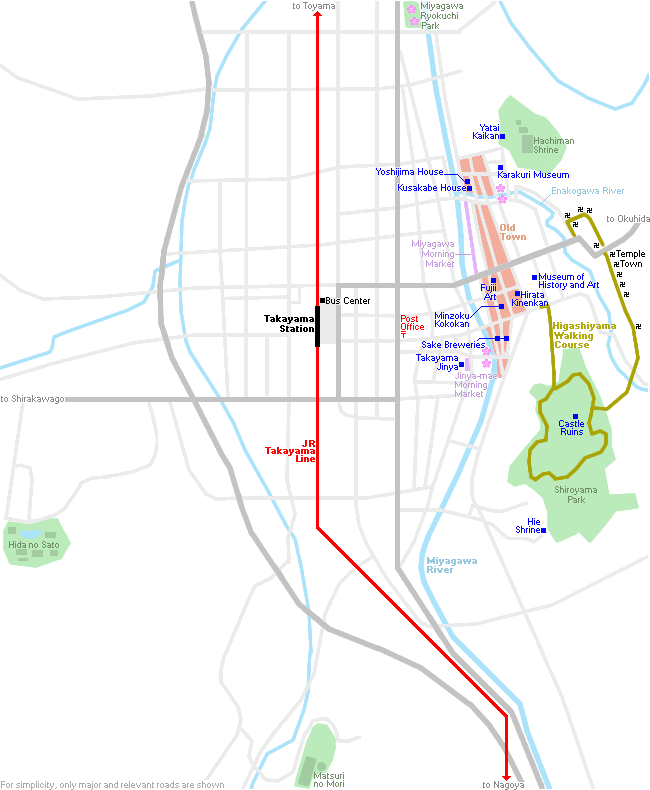 to Toyama
Miyagawa
Ryokuchi
Park
Yatai
Kaikan
Hachiman
Shrine
Yoshijima House
Karakuri Museum
Kusakabe House
Enakogawa River
to Okuhida
Old
Town
Miyagawa
Morning
Market
Temple
Town
Museum of
History and Art
Fujii
Art
Hirata
Kinenkan
Bus Center
Takayama
Station
Post
Office
Minzoku
Kokokan
Higashiyama
Walking
Course
Sake Breweries
Takayama
Jinya
Jinya-mae
Morning
Market
to Shirakawago
Castle
Ruins
JR
Takayama
Line
Shiroyama
Park
Hie
Shrine
Hida no Sato
Miyagawa
River
Matsuri
no Mori
to Nagoya
For simplicity, only major and relevant roads are shown